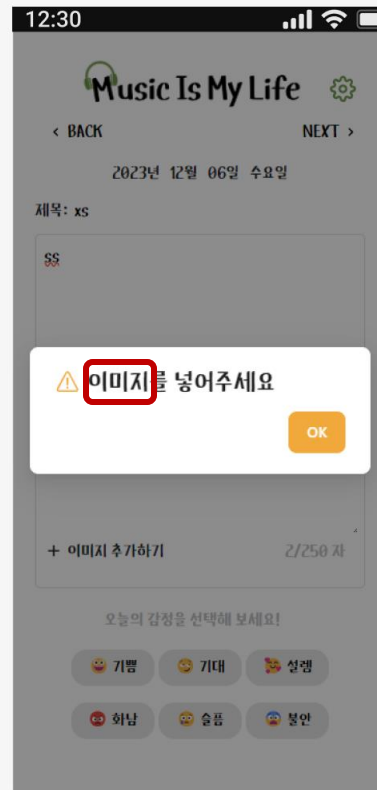 12:30
Music Is My Life
< BACK NEXT >
2023년 12월 06일 수요일
제목: xs
ss
이미지를 넣어주세요
OK
+ 이미지 추가하기 2/250 자
오늘의 감정을 선택해 보세요!
기쁨 기대 설렘
화남 슬픔 불안